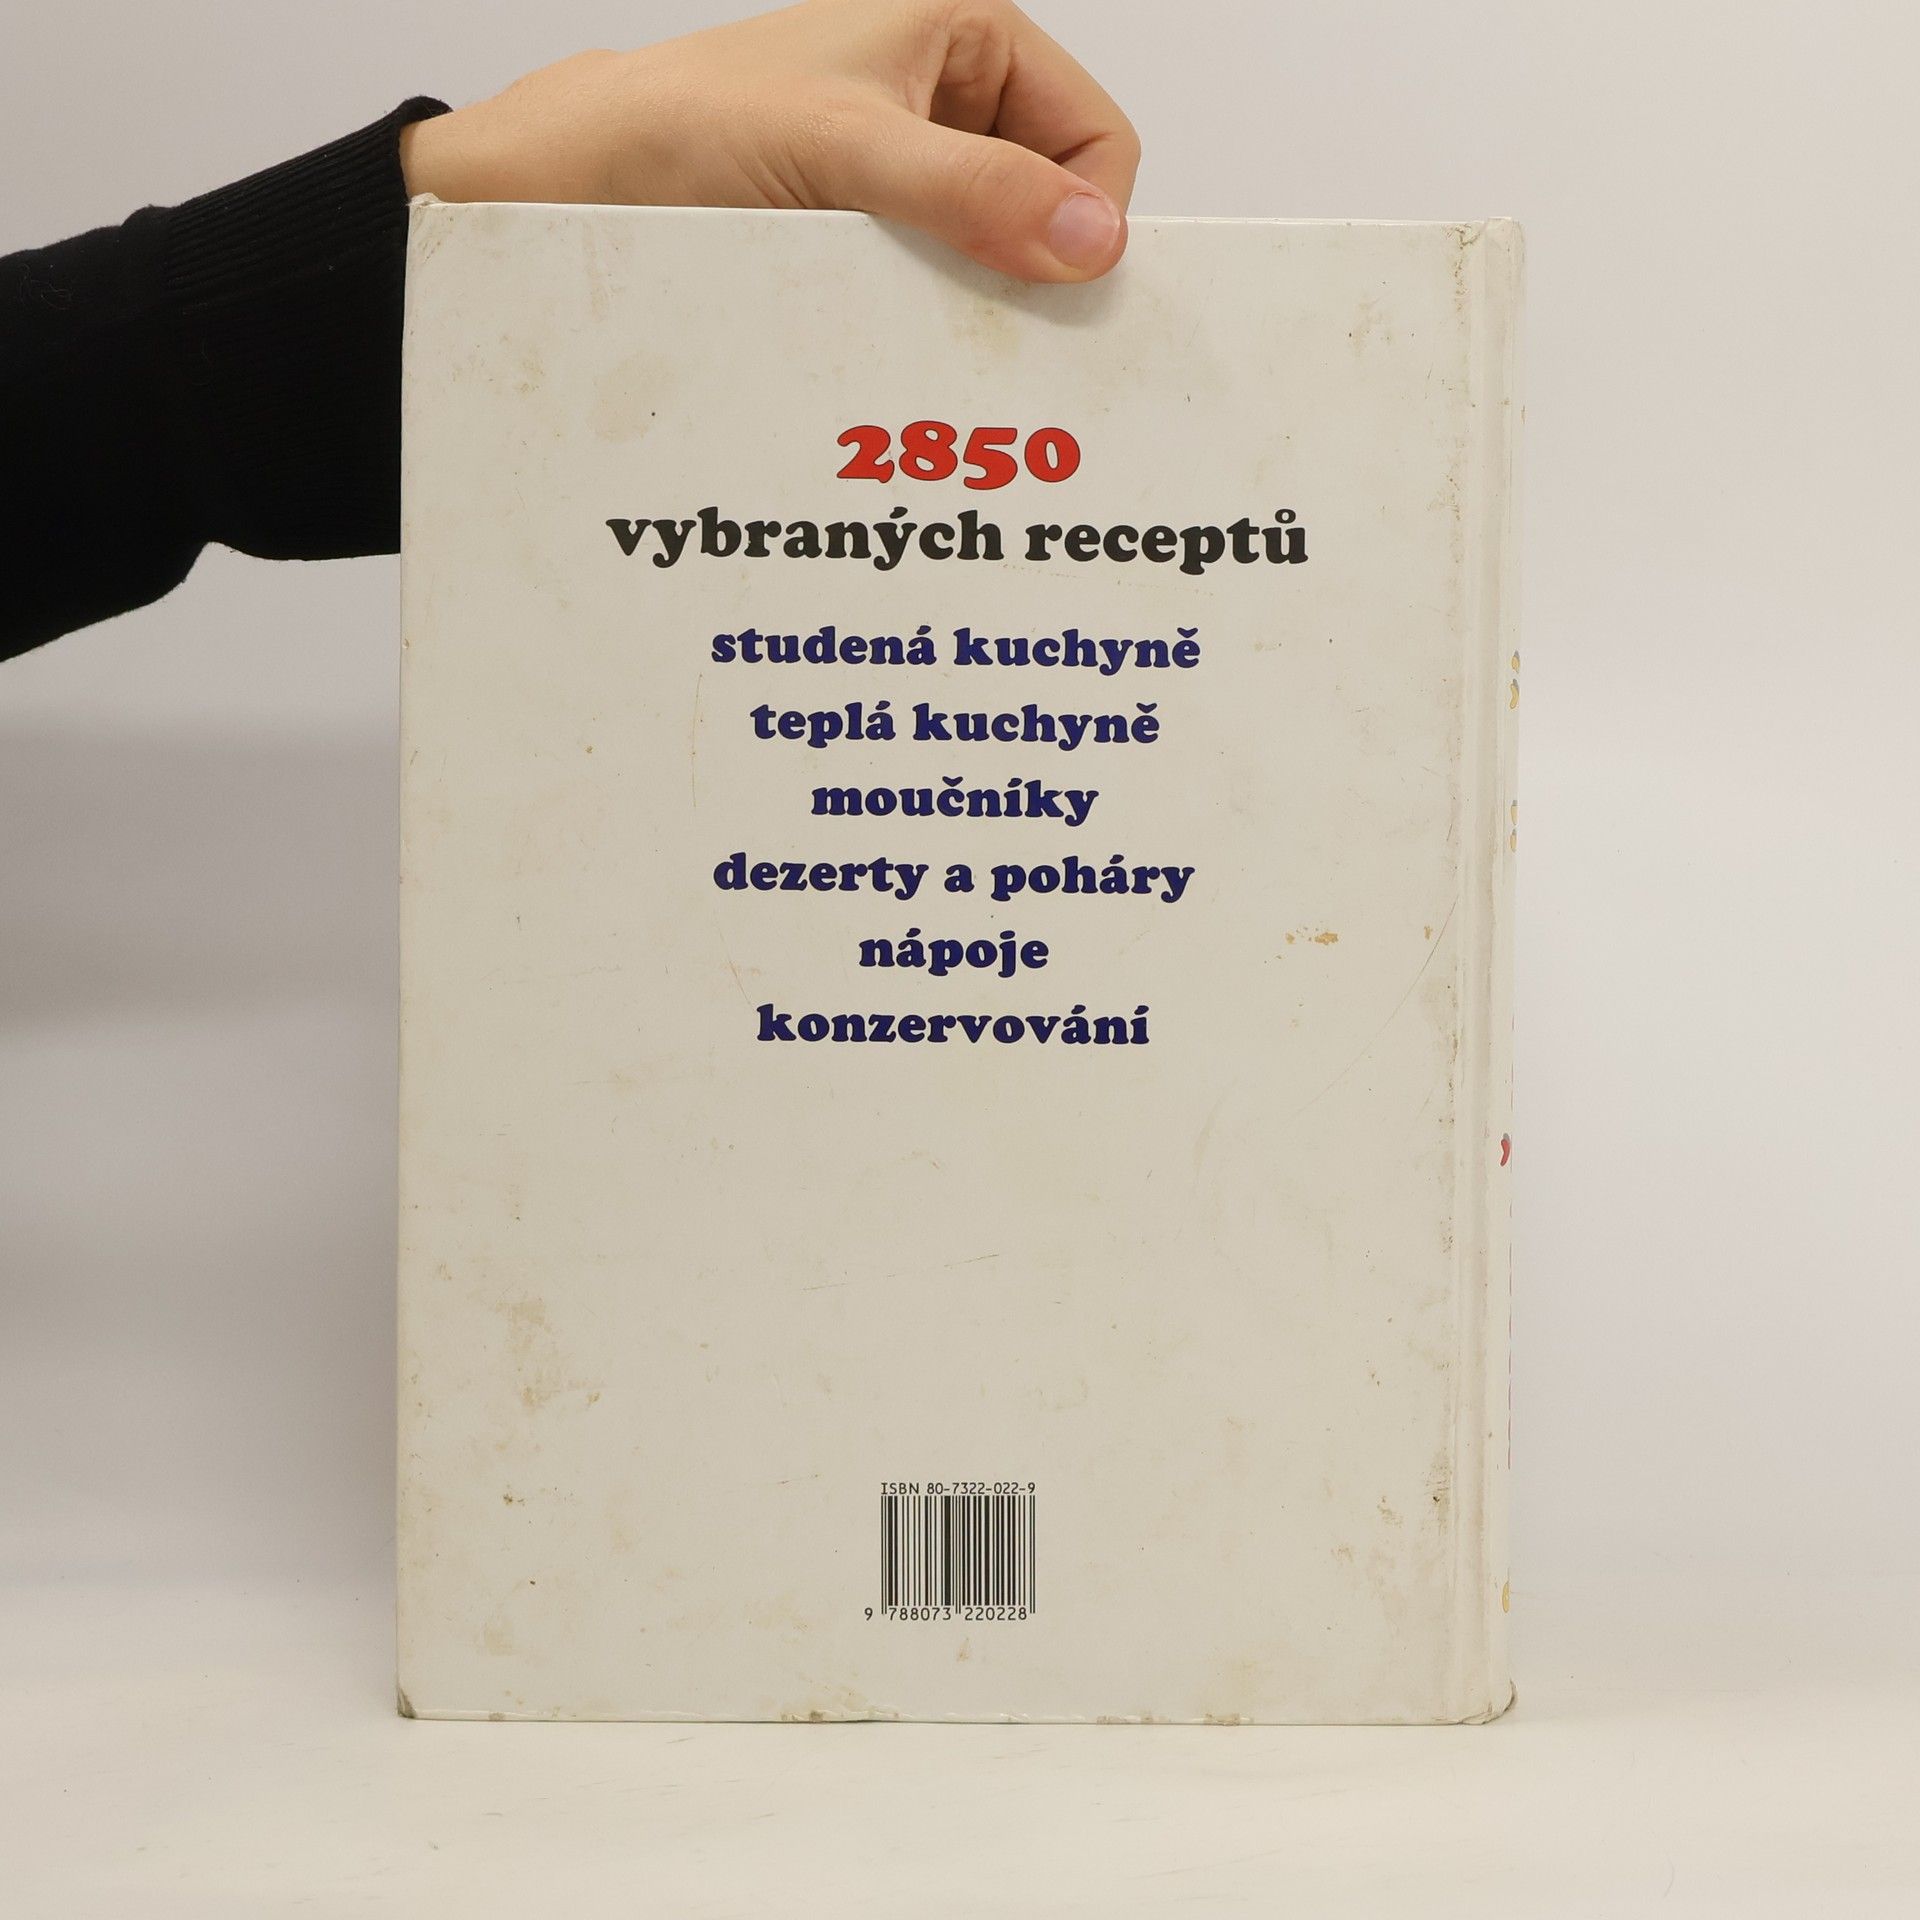 2850
vybraných receptů
studená kuchyně
teplá kuchyně
moučníky
dezerty a poháry
nápoje
konzervování
ISBN 80-7322-022-9
9 788073 220228